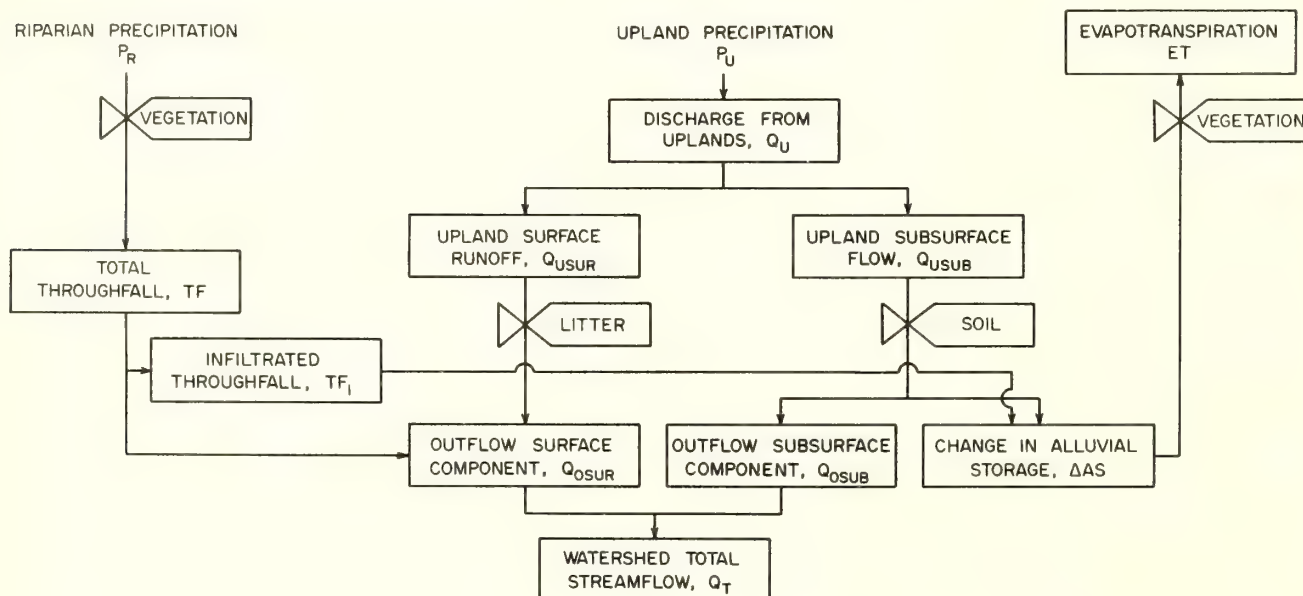 RIPARIAN PRECIPITATION
P_R
VEGETATION
TOTAL
THROUGHFALL, TF
INFILTRATED
THROUGHFALL, TF_I
UPLAND PRECIPITATION
P_U
DISCHARGE FROM
UPLANDS, Q_U
UPLAND SURFACE
RUNOFF, Q_USUR
LITTER
UPLAND SUBSURFACE
FLOW, Q_USUB
SOIL
OUTFLOW SURFACE
COMPONENT, Q_OSUR
OUTFLOW SUBSURFACE
COMPONENT, Q_OSUB
CHANGE IN ALLUVIAL
STORAGE, ΔAS
EVAPOTRANSPIRATION
ET
VEGETATION
WATERSHED TOTAL
STREAMFLOW, Q_T